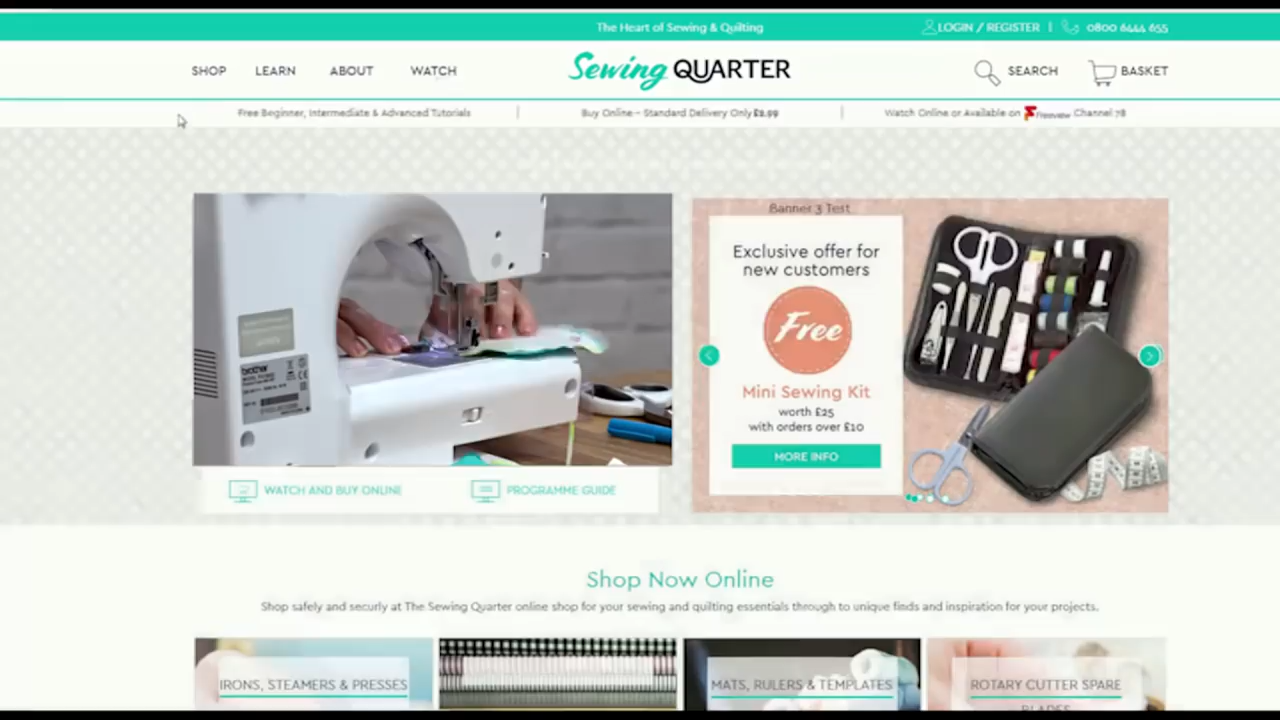 The Heart of Sewing & Quilting
LOGIN / REGISTER | 0800 6444 655
SHOP LEARN ABOUT WATCH
Sewing QUARTER
SEARCH BASKET
Free Beginner, Intermediate & Advanced Tutorials | Buy Online - Standard Delivery Only £2.99 | Watch Online or Available on Freeview Channel 78
brother
Banner 3 Test
Exclusive offer for
new customers
Free
Mini Sewing Kit
worth £25
with orders over £10
MORE INFO
WATCH AND BUY ONLINE
PROGRAMME GUIDE
Shop Now Online
Shop safely and securly at The Sewing Quarter online shop for your sewing and quilting essentials through to unique finds and inspiration for your projects.
IRONS, STEAMERS & PRESSES
MATS, RULERS & TEMPLATES
ROTARY CUTTER SPARE
BLADES